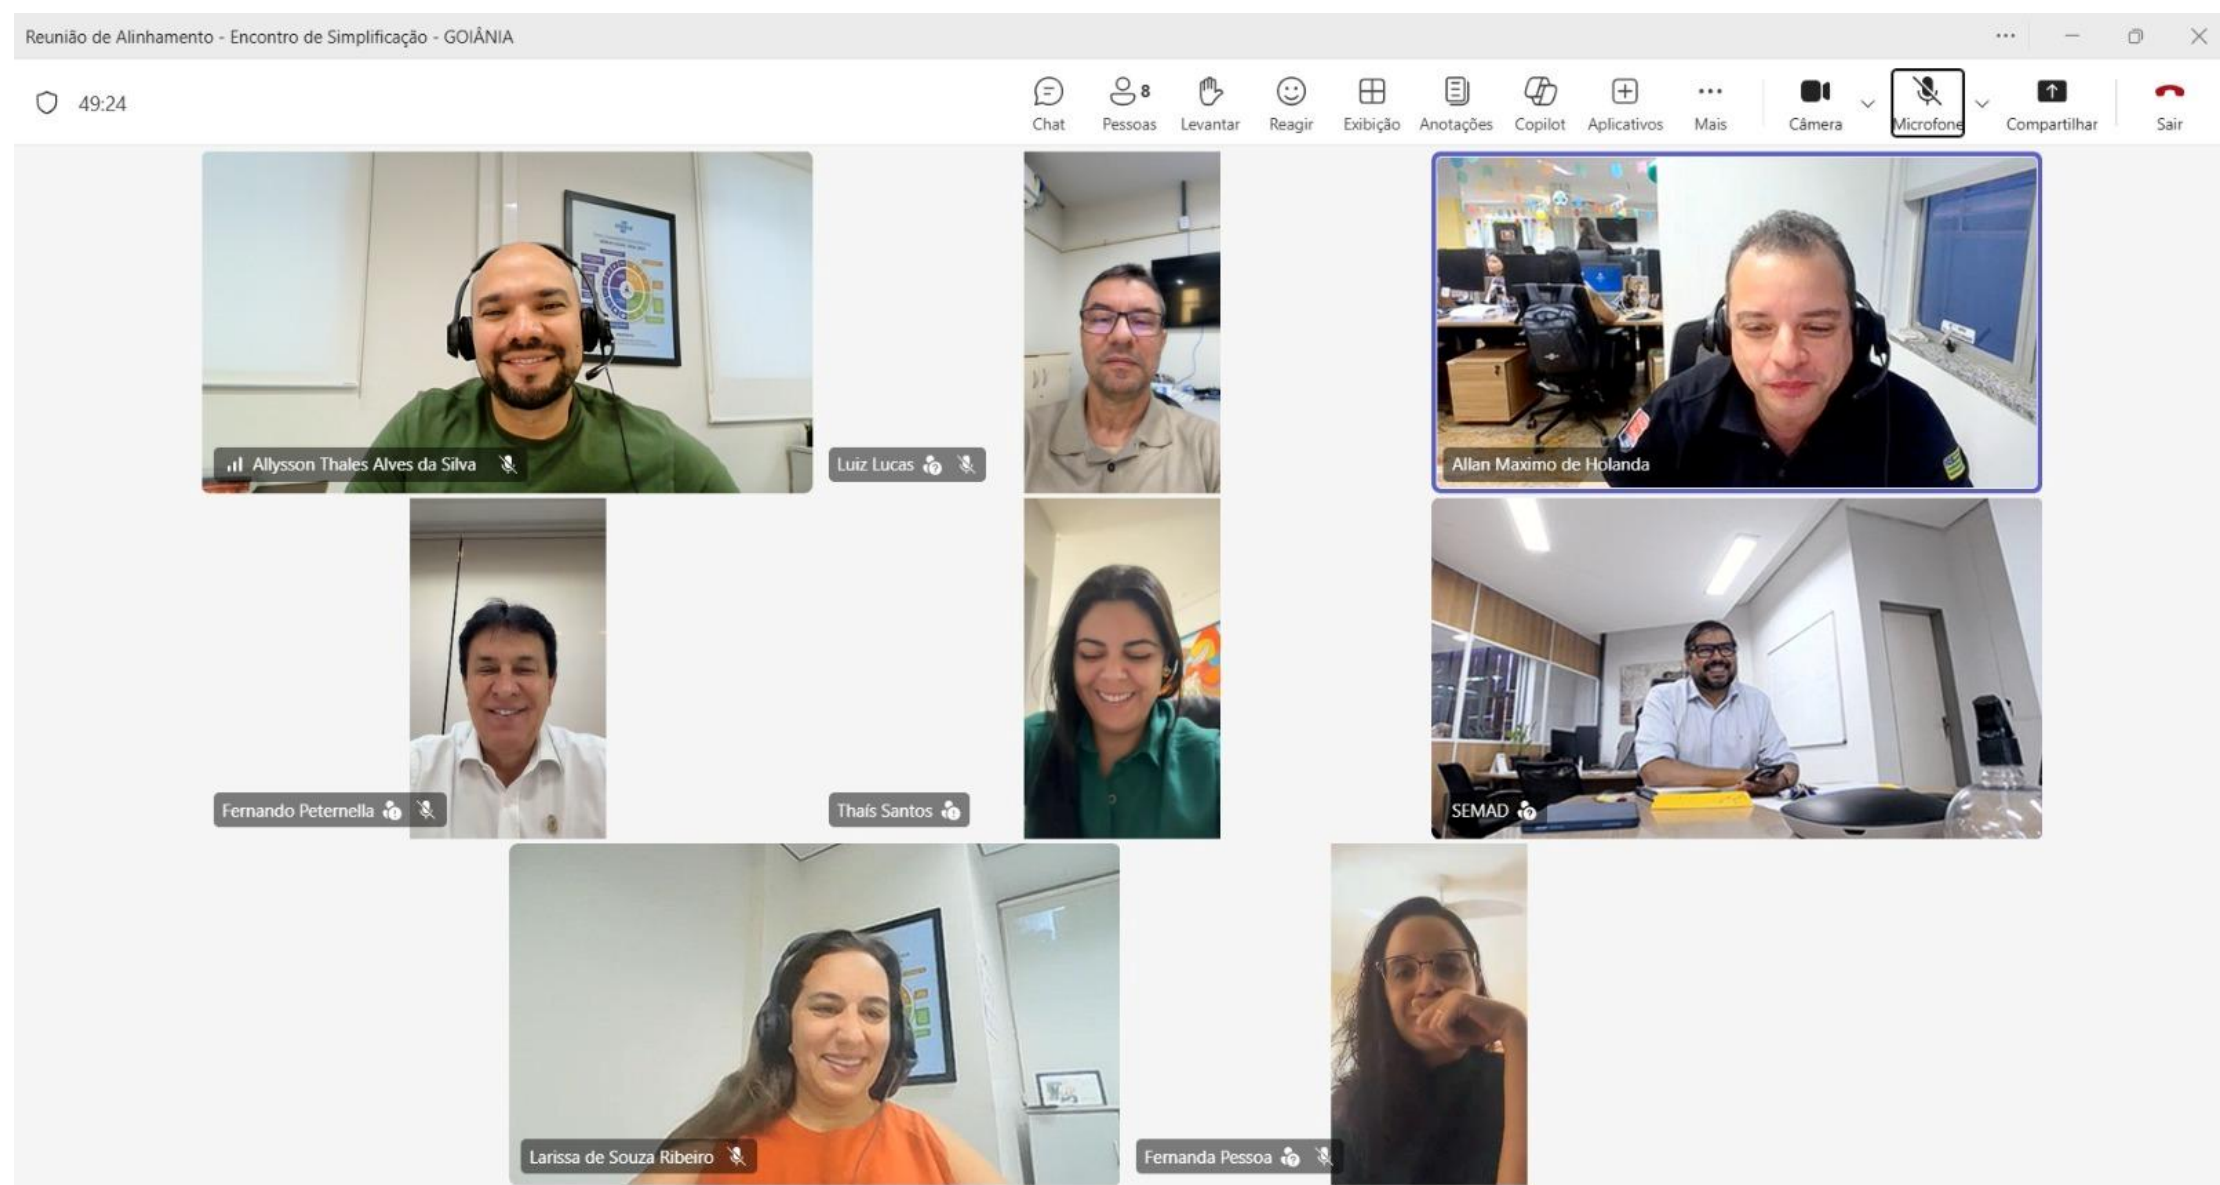 Reunião de Alinhamento - Encontro de Simplificação - GOIÂNIA
49:24
Chat
Pessoas 8
Levantar
Reagir
Exibição
Anotações
Copilot
Aplicativos
Mais
Câmera
Microfone
Compartilhar
Sair
Allysson Thales Alves da Silva
Luiz Lucas
Allan Maximo de Holanda
Fernando Peternella
Thaís Santos
SEMAD
Larissa de Souza Ribeiro
Fernanda Pessoa